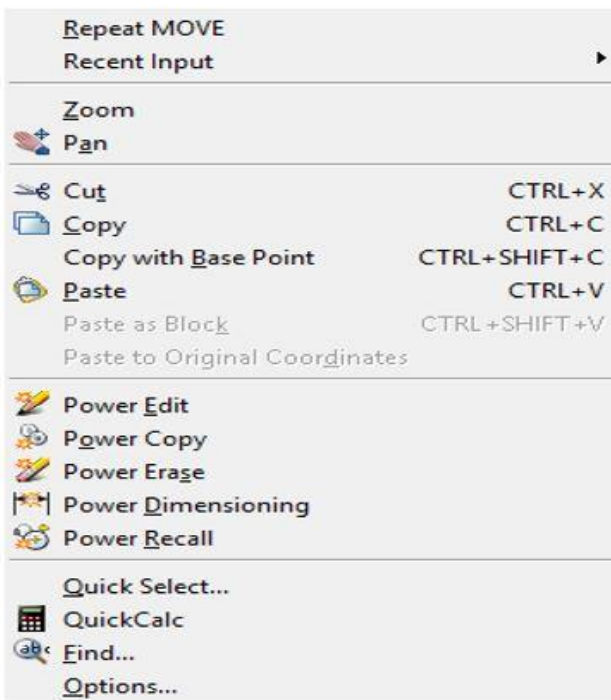 Repeat MOVE
Recent Input
Zoom
Pan
Cut CTRL+X
Copy CTRL+C
Copy with Base Point CTRL+SHIFT+C
Paste CTRL+V
Paste as Block CTRL+SHIFT+V
Paste to Original Coordinates
Power Edit
Power Copy
Power Erase
Power Dimensioning
Power Recall
Quick Select...
QuickCalc
abc Find...
Options...